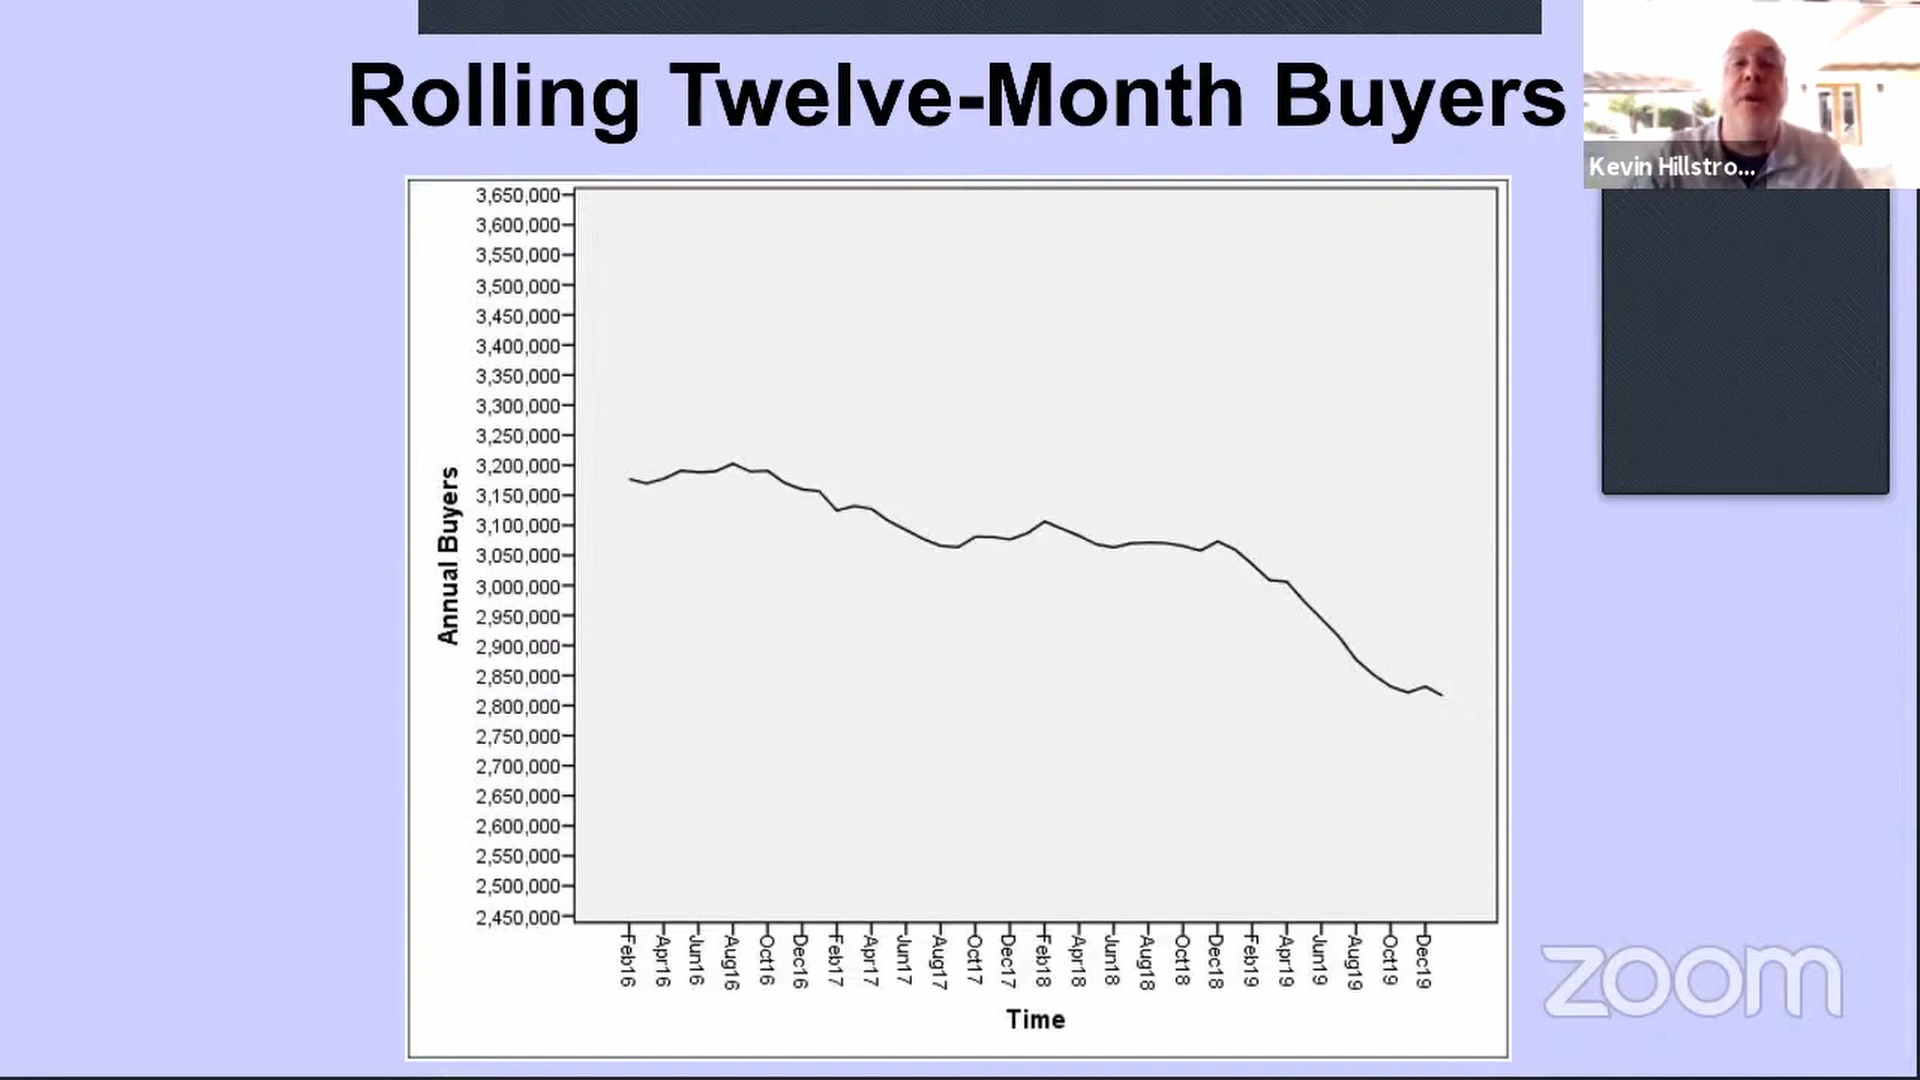 Rolling Twelve-Month Buyers
Kevin Hillstro...
3,650,000
3,600,000
3,550,000
3,500,000
3,450,000
3,400,000
3,350,000
3,300,000
3,250,000
3,200,000
3,150,000
3,100,000
3,050,000
3,000,000
2,950,000
2,900,000
2,850,000
2,800,000
2,750,000
2,700,000
2,650,000
2,600,000
2,550,000
2,500,000
2,450,000
Annual Buyers
Feb16
Apr16
Jun16
Aug16
Oct16
Dec16
Feb17
Apr17
Jun17
Aug17
Oct17
Dec17
Feb18
Apr18
Jun18
Aug18
Oct18
Dec18
Feb19
Apr19
Jun19
Aug19
Oct19
Dec19
Time
zoom